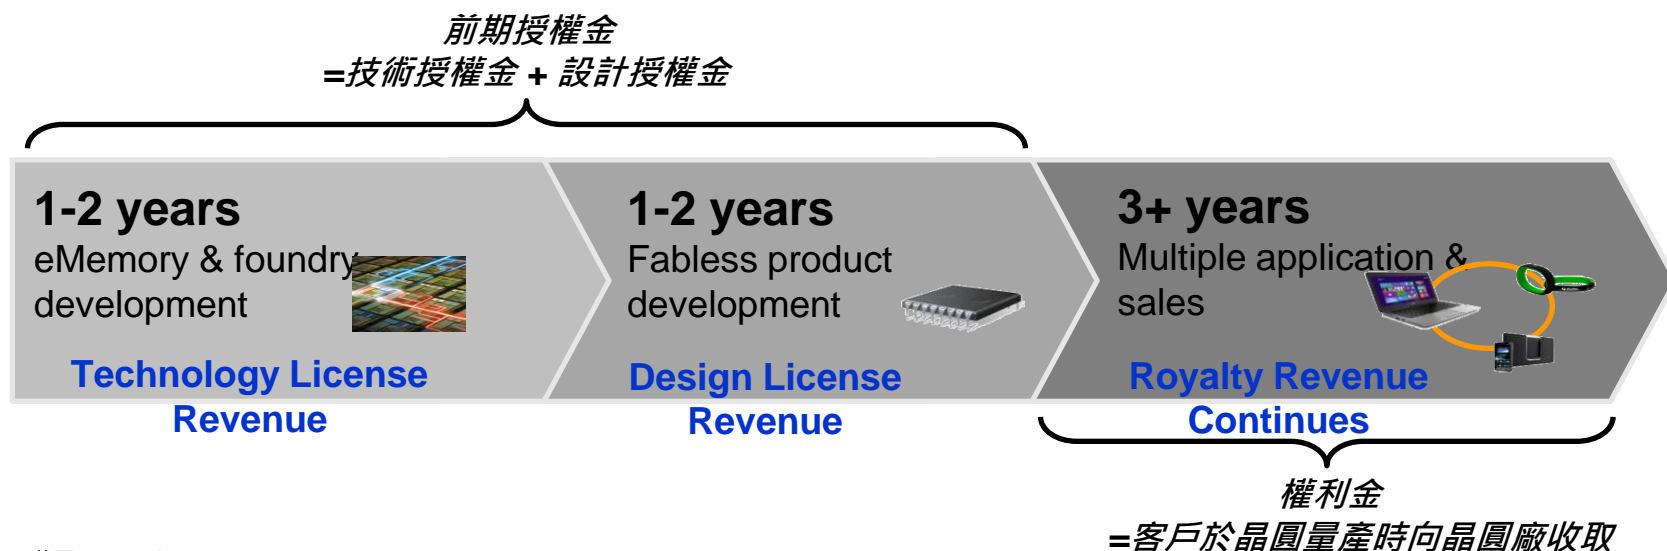 前期授權金
=技術授權金 + 設計授權金
1-2 years
eMemory & foundry
development
Technology License
Revenue
1-2 years
Fabless product
development
Design License
Revenue
3+ years
Multiple application &
sales
Royalty Revenue
Continues
權利金
=客戶於晶圓量產時向晶圓廠收取